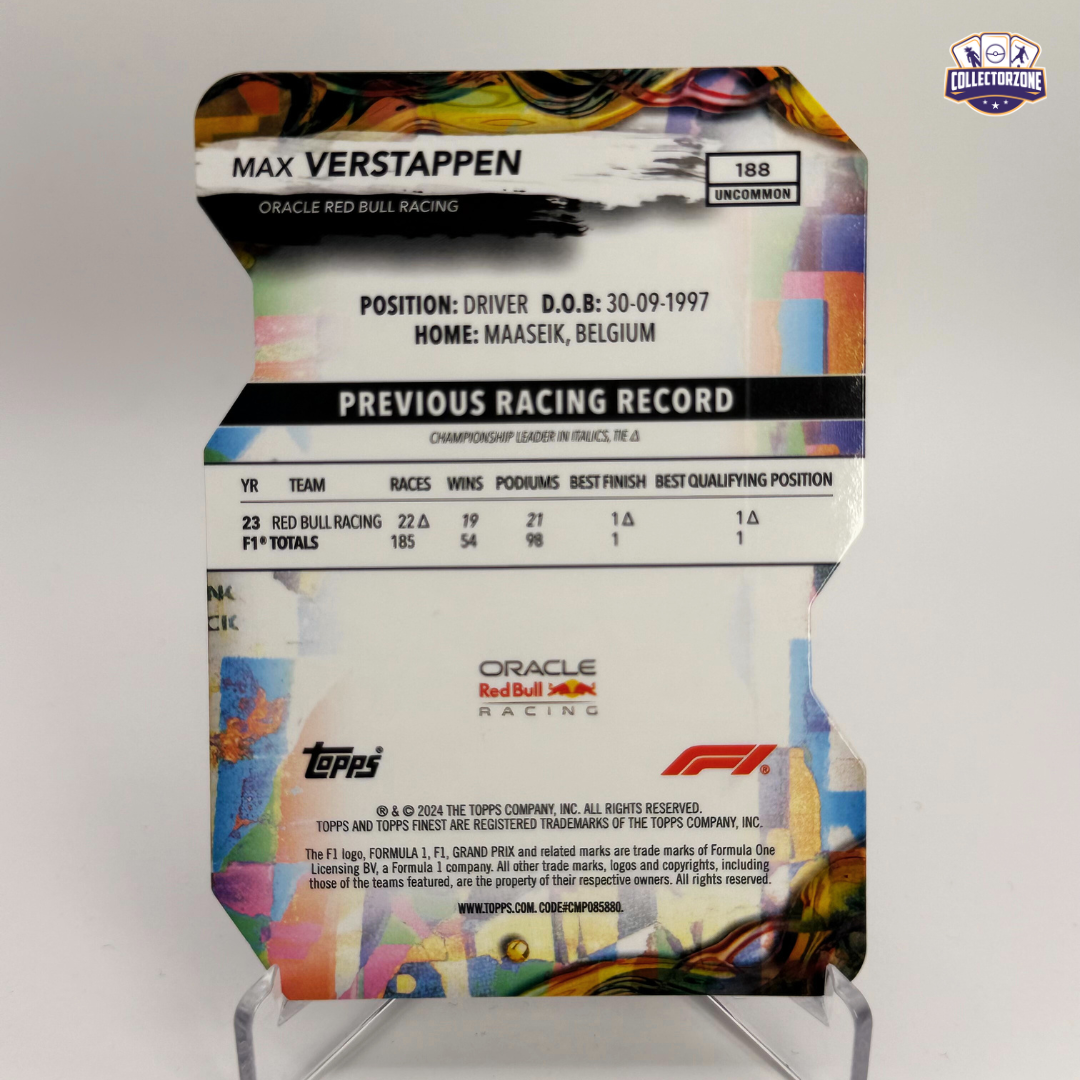 COLLECTORZONE
MAX VERSTAPPEN
188
UNCOMMON
ORACLE RED BULL RACING
POSITION: DRIVER D.O.B: 30-09-1997
HOME: MAASEIK, BELGIUM
PREVIOUS RACING RECORD
CHAMPIONSHIP LEADER IN ITALICS, TIE Δ
YR TEAM RACES WINS PODIUMS BEST FINISH BEST QUALIFYING POSITION
23 RED BULL RACING 22 Δ 19 21 1 Δ 1 Δ
F1® TOTALS 185 54 98 1 1
NK
CK
ORACLE
Red Bull
RACING
Topps®
F1®
® & © 2024 THE TOPPS COMPANY, INC. ALL RIGHTS RESERVED.
TOPPS AND TOPPS FINEST ARE REGISTERED TRADEMARKS OF THE TOPPS COMPANY, INC.
The F1 logo, FORMULA 1, F1, GRAND PRIX and related marks are trade marks of Formula One
Licensing BV, a Formula 1 company. All other trade marks, logos and copyrights, including
those of the teams featured, are the property of their respective owners. All rights reserved.
WWW.TOPPS.COM. CODE#CMP085880.